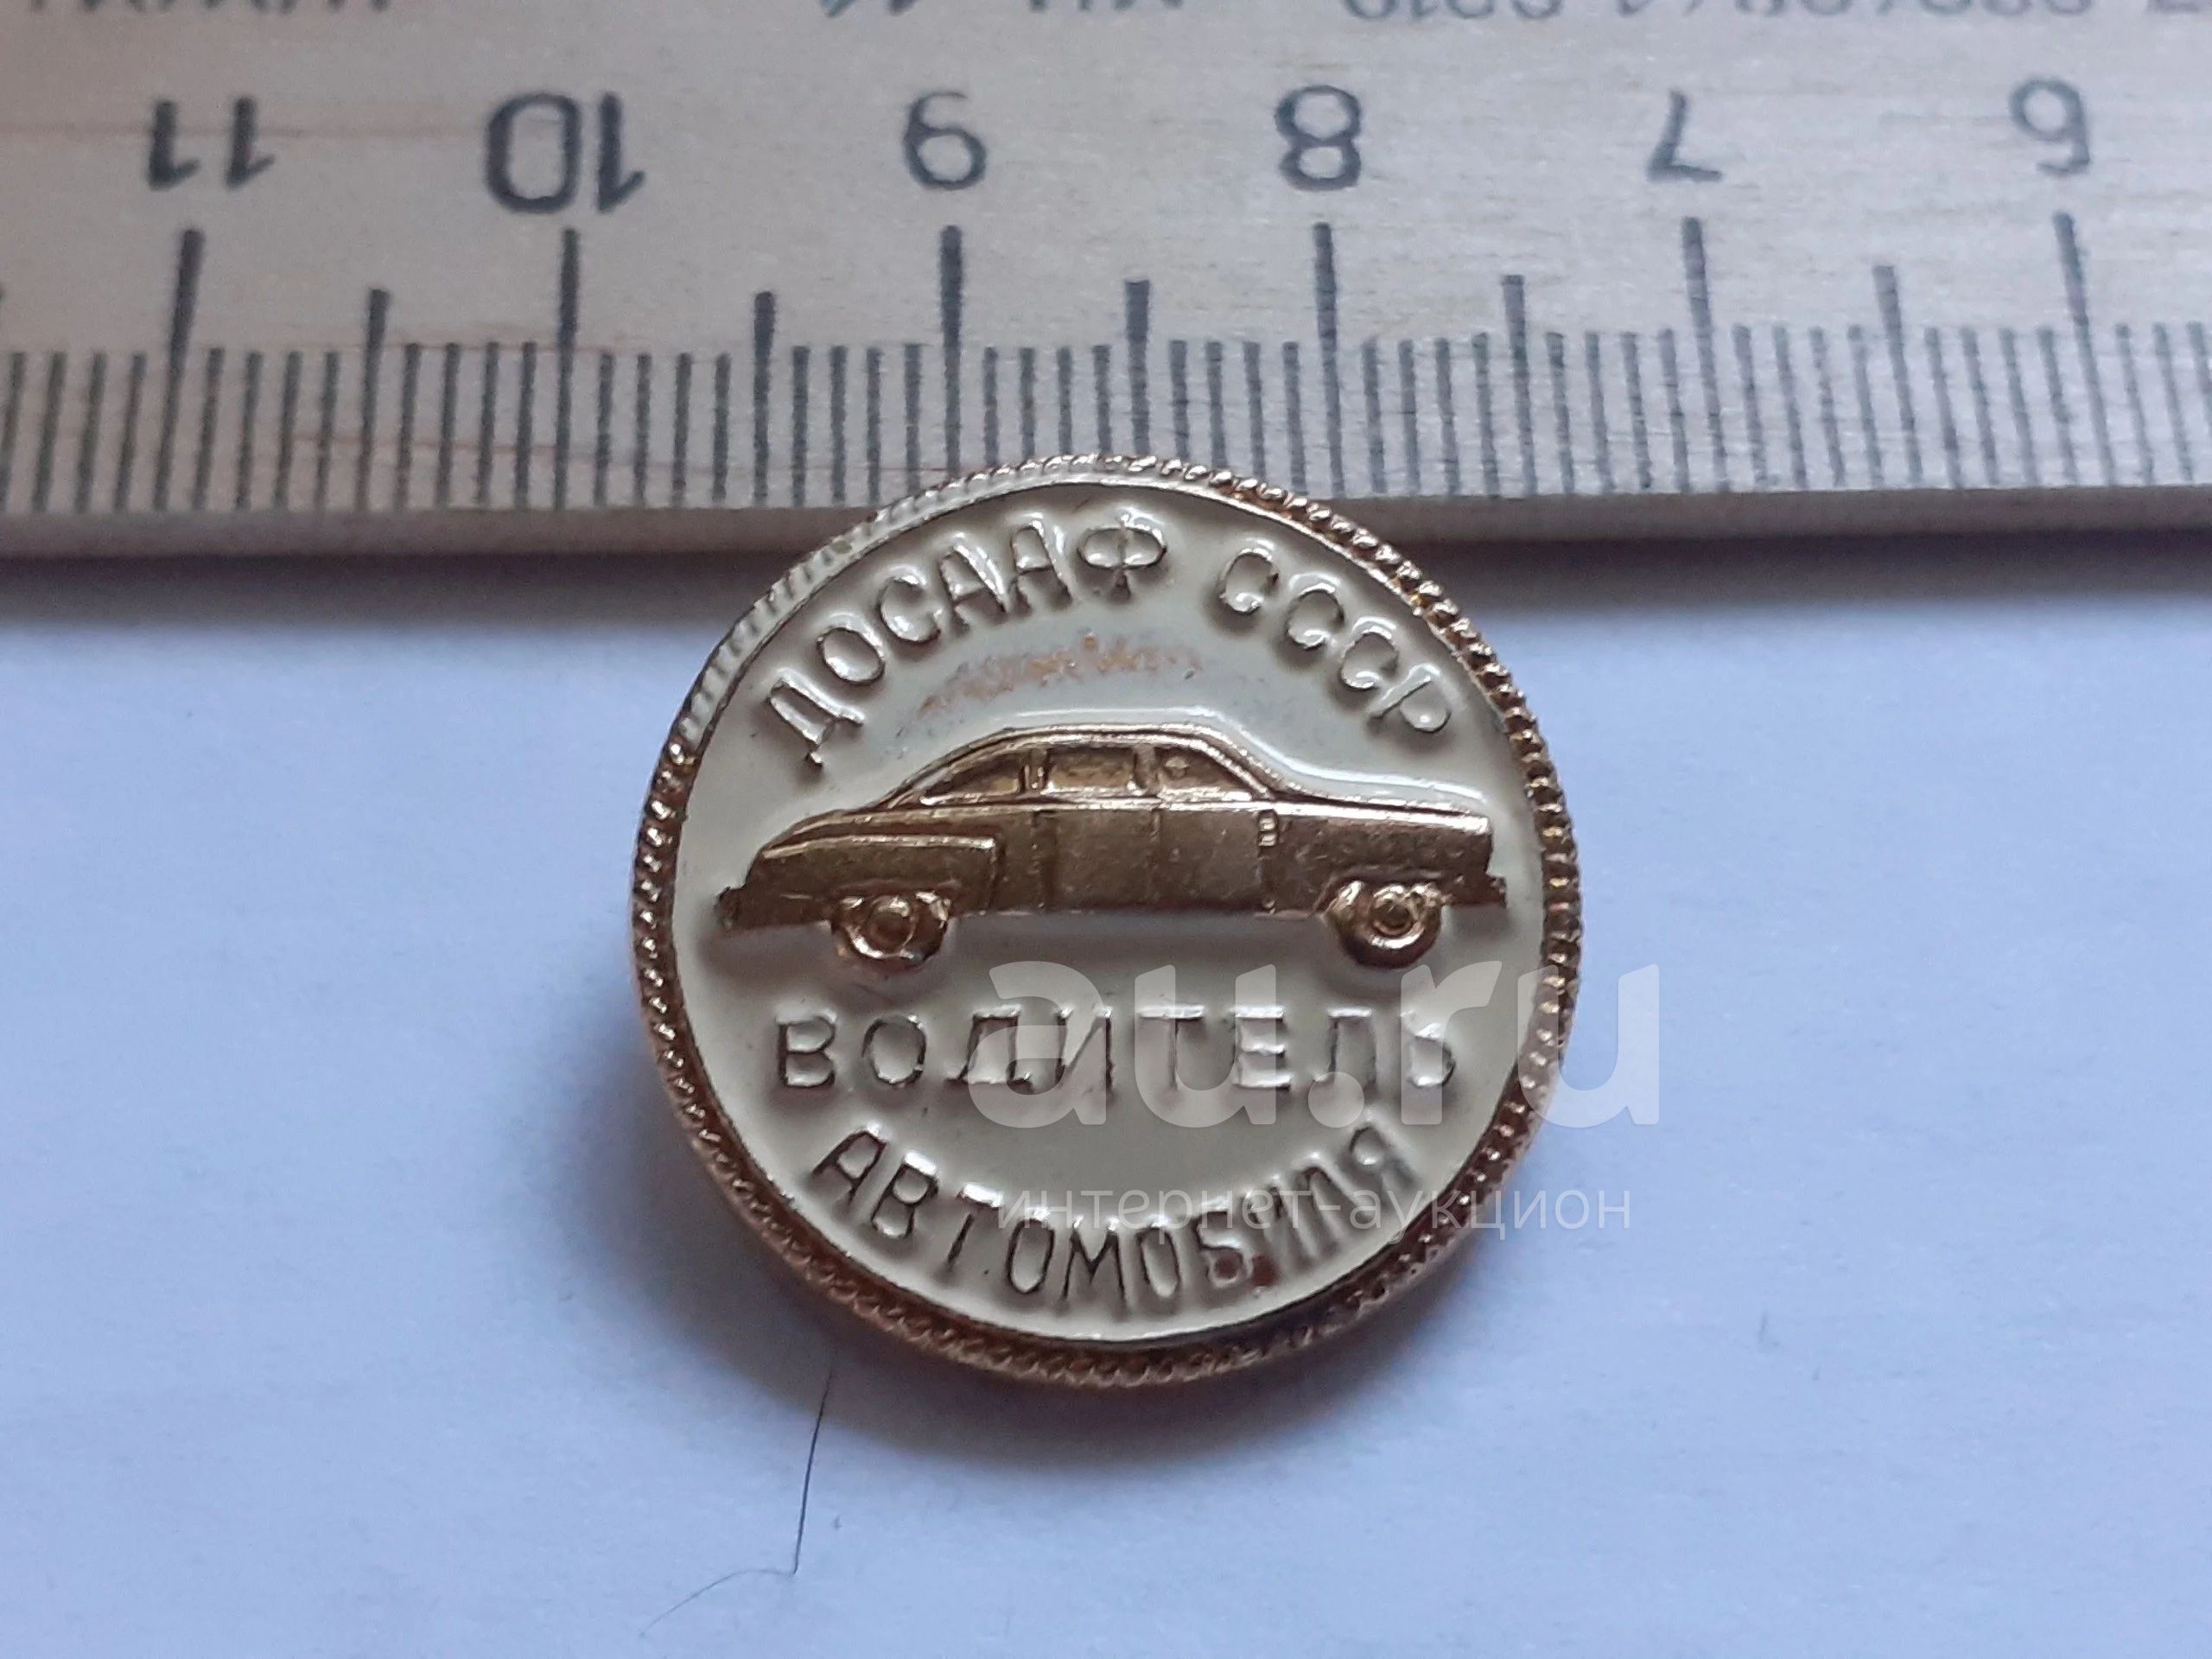 11 10 9 8 7 6
ДОСААФ СССР
ВОДИТЕЛЬ
АВТОМОБИЛЯ
au.ru
интернет-аукцион